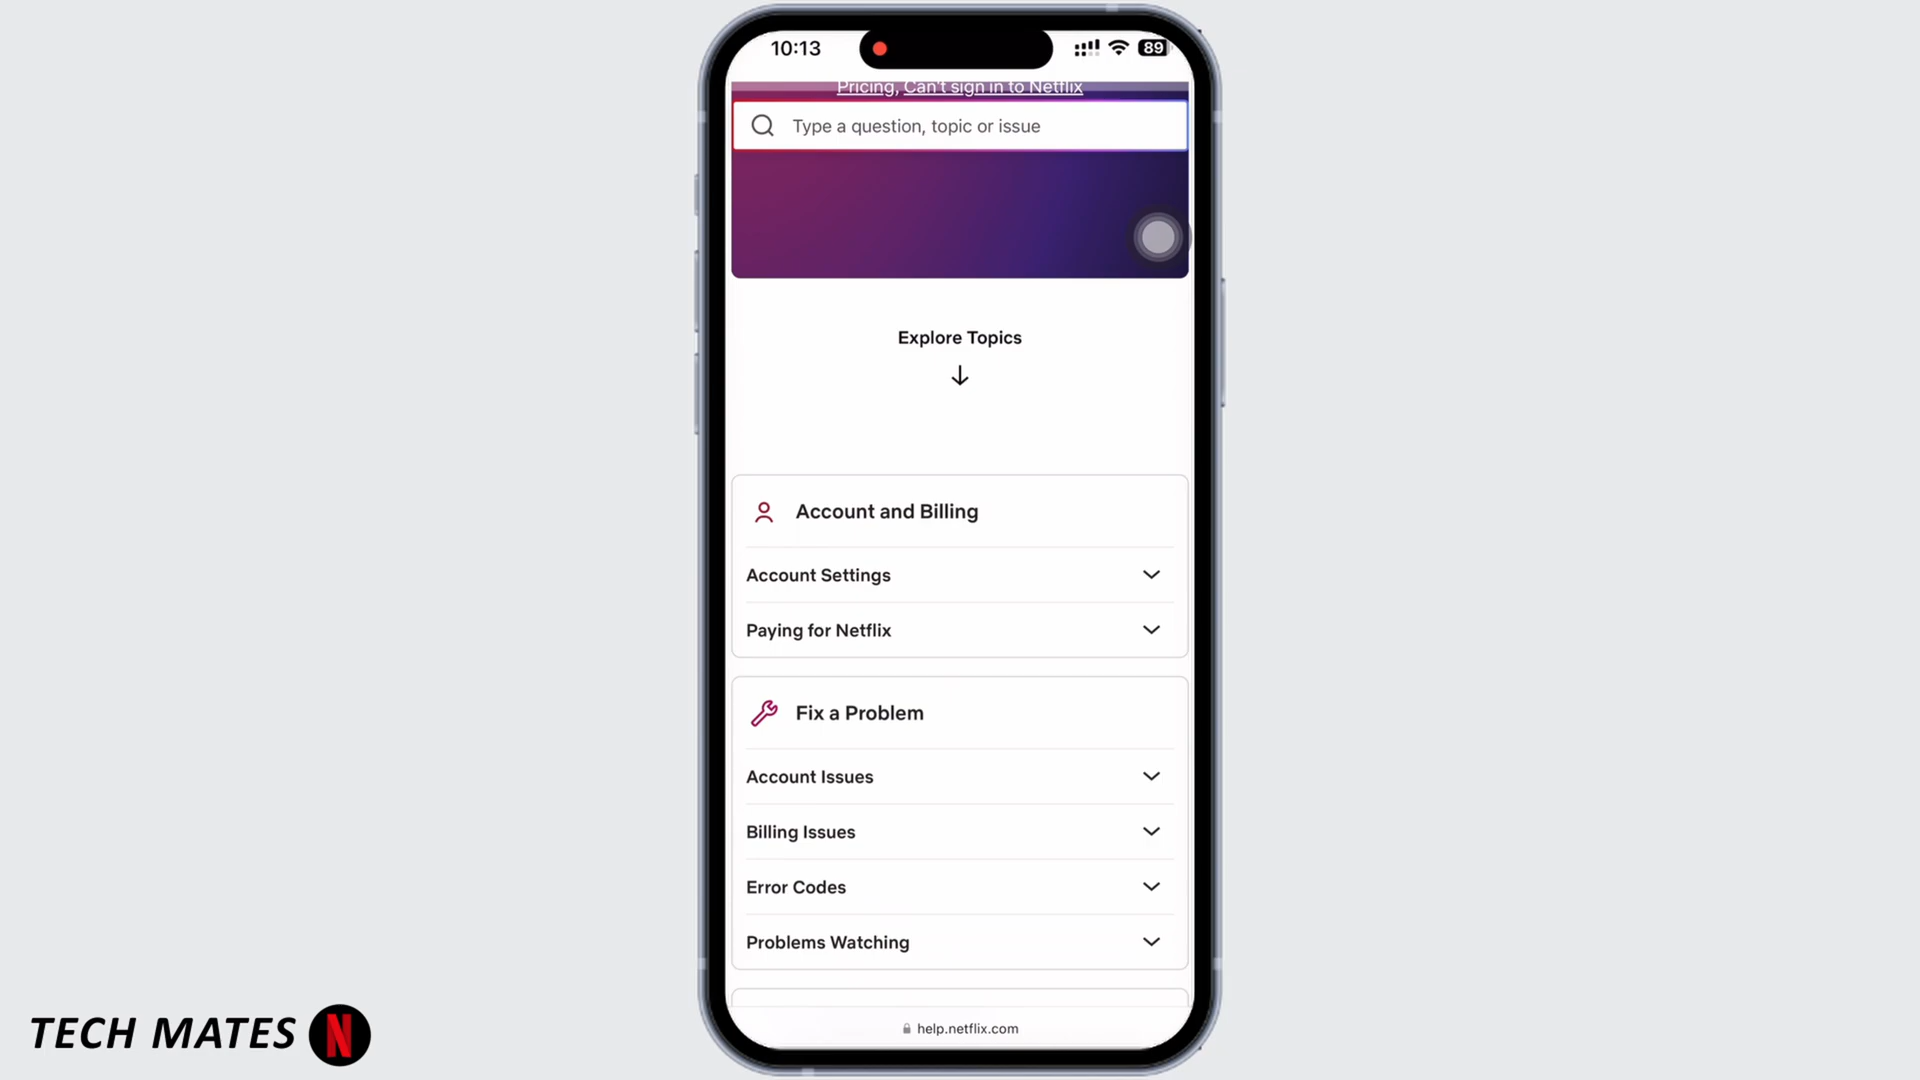 10:13
89
Pricing, Can't sign in to Netflix
Type a question, topic or issue
Explore Topics
Account and Billing
Account Settings
Paying for Netflix
Fix a Problem
Account Issues
Billing Issues
Error Codes
Problems Watching
help.netflix.com
TECH MATES N